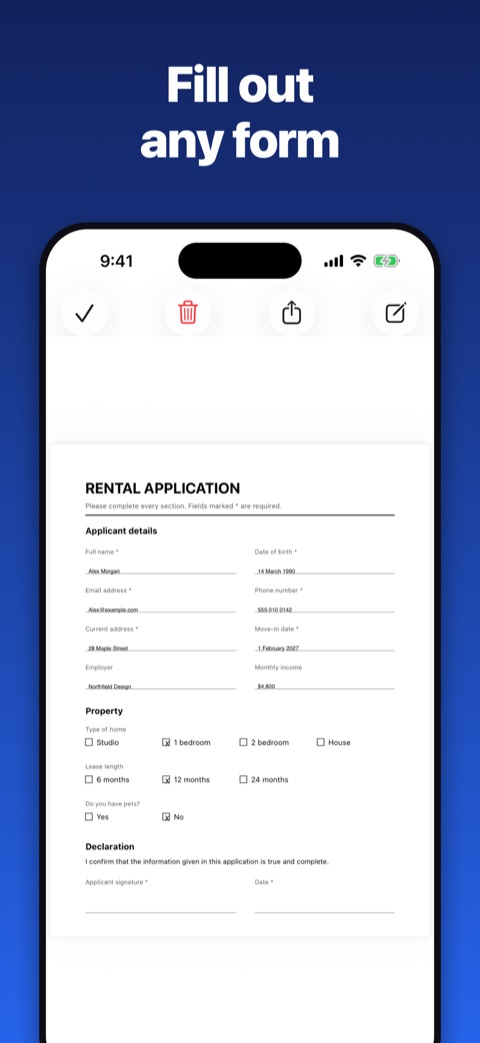 Fill out
any form
9:41
RENTAL APPLICATION
Please complete every section. Fields marked * are required.
Applicant details
Full name * Date of birth *
Alex Morgan 14 March 1990
Email address * Phone number *
Alex@example.com 555 010 0142
Current address * Move-in date *
28 Maple Street 1 February 2027
Employer Monthly income
Northfield Design $4,800
Property
Type of home
Studio 1 bedroom 2 bedroom House
Lease length
6 months 12 months 24 months
Do you have pets?
Yes No
Declaration
I confirm that the information given in this application is true and complete.
Applicant signature * Date *